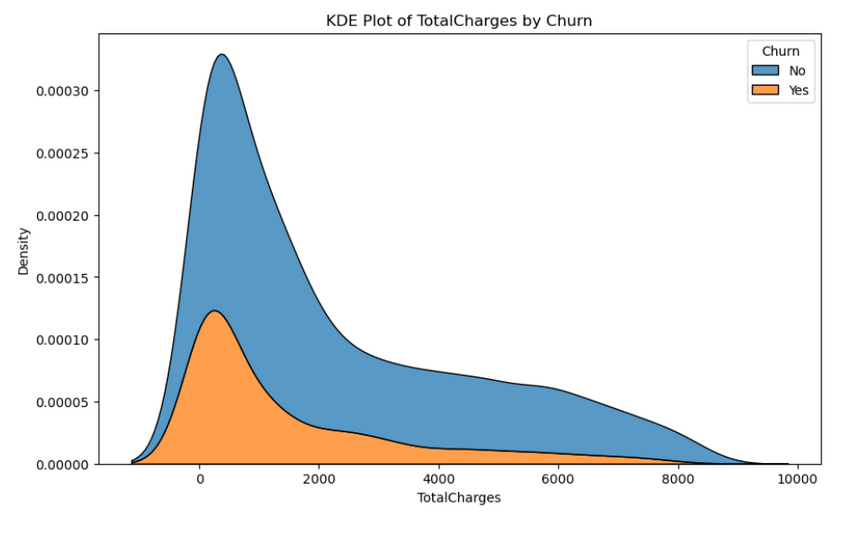 KDE Plot of TotalCharges by Churn
Churn
No
Yes
0.00030
0.00025
0.00020
0.00015
0.00010
0.00005
0.00000
Density
0 2000 4000 6000 8000 10000
TotalCharges